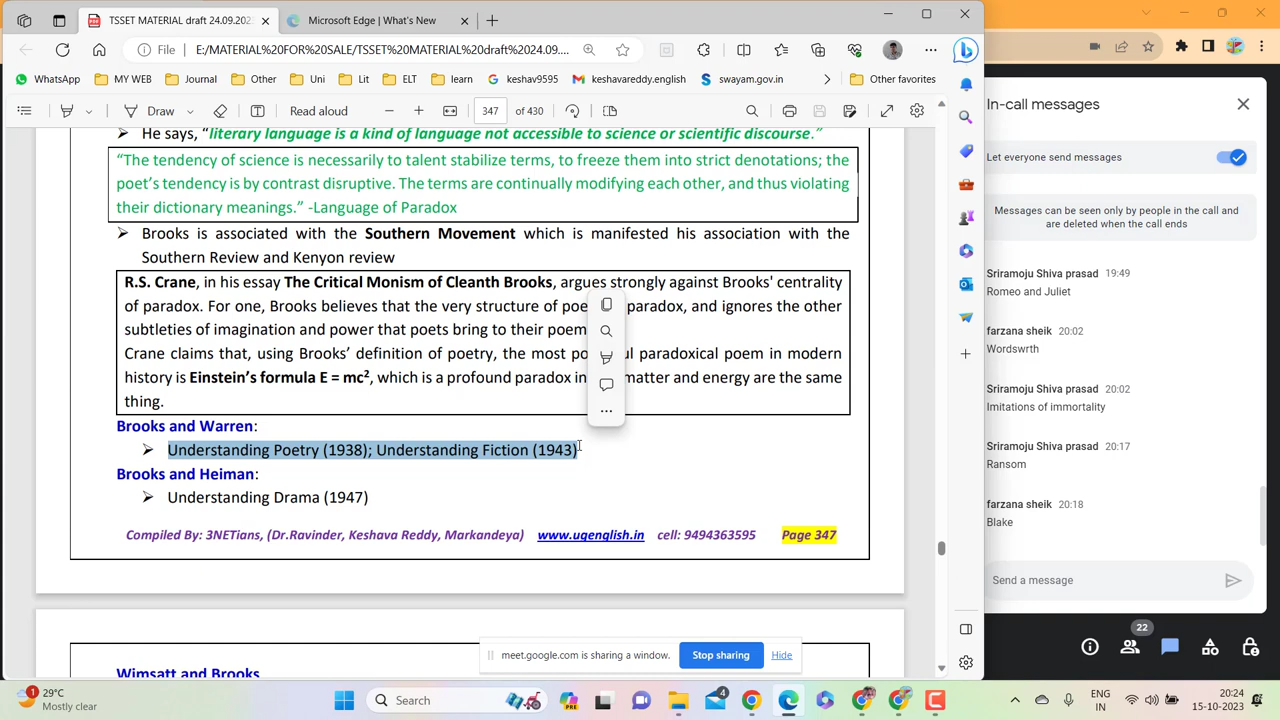 TSSET MATERIAL draft 24.09.202
Microsoft Edge | What's New
File
E:/MATERIAL%20FOR%20SALE/TSSET%20MATERIAL%20draft%2024.09....
WhatsApp
MY WEB
Journal
Other
Uni
Lit
ELT
learn
keshav9595
keshavareddy.english
swayam.gov.in
Other favorites
Draw
Read aloud
347
of 430
He says, “literary language is a kind of language not accessible to science or scientific discourse.”
“The tendency of science is necessarily to talent stabilize terms, to freeze them into strict denotations; the
poet’s tendency is by contrast disruptive. The terms are continually modifying each other, and thus violating
their dictionary meanings.” -Language of Paradox
Brooks is associated with the Southern Movement which is manifested his association with the
Southern Review and Kenyon review
R.S. Crane, in his essay The Critical Monism of Cleanth Brooks, argues strongly against Brooks' centrality
of paradox. For one, Brooks believes that the very structure of paradox, and ignores the other
subtleties of imagination and power that poets bring to their poem
Crane claims that, using Brooks’ definition of poetry, the most paradoxical poem in modern
history is Einstein’s formula E = mc², which is a profound paradox in matter and energy are the same
thing.
Brooks and Warren:
Understanding Poetry (1938); Understanding Fiction (1943)
Brooks and Heiman:
Understanding Drama (1947)
Compiled By: 3NETians, (Dr.Ravinder, Keshava Reddy, Markandeya) www.ugenglish.in cell: 9494363595 Page 347
Wimsatt and Brooks
meet.google.com is sharing a window.
Stop sharing
Hide
In-call messages
Let everyone send messages
Messages can be seen only by people in the call and
are deleted when the call ends
Sriramoju Shiva prasad 19:49
Romeo and Juliet
farzana sheik 20:02
Wordswrth
Sriramoju Shiva prasad 20:02
Imitations of immortality
Sriramoju Shiva prasad 20:17
Ransom
farzana sheik 20:18
Blake
Send a message
22
1
29°C
Mostly clear
Search
PRE
4
ENG
IN
20:24
15-10-2023